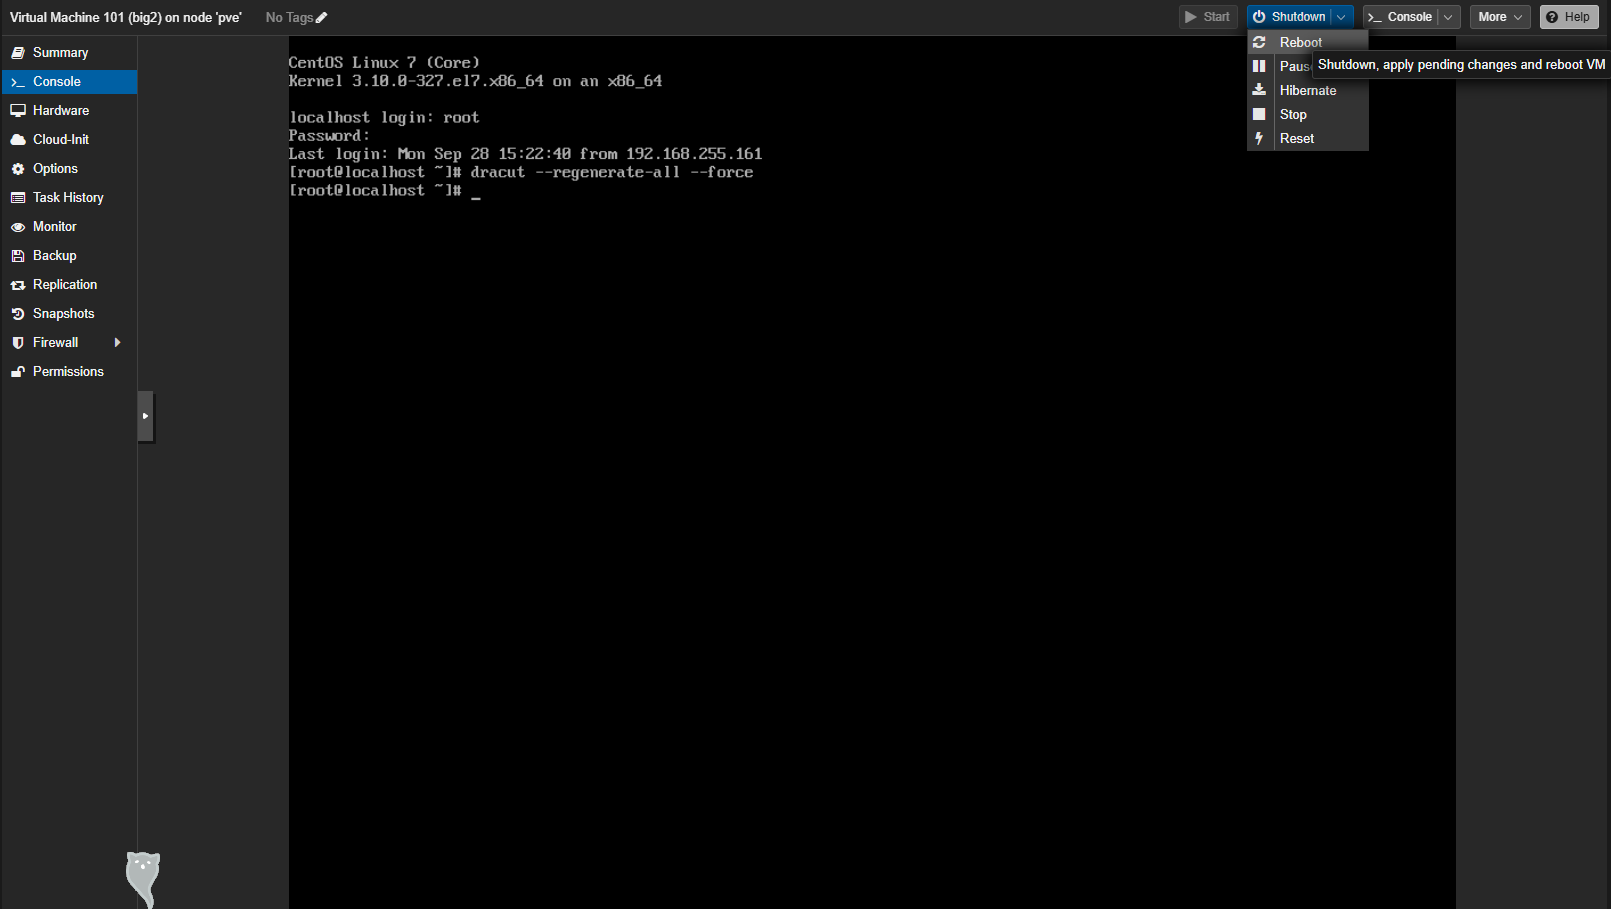 Virtual Machine 101 (big2) on node 'pve' No Tags Start Shutdown Console More Help
Summary
Console
Hardware
Cloud-Init
Options
Task History
Monitor
Backup
Replication
Snapshots
Firewall
Permissions
CentOS Linux 7 (Core)
Kernel 3.10.0-327.el7.x86_64 on an x86_64
localhost login: root
Password:
Last login: Mon Sep 28 15:22:40 from 192.168.255.161
[root@localhost ~]# dracut --regenerate-all --force
[root@localhost ~]# _
Reboot
Paus
Shutdown, apply pending changes and reboot VM
Hibernate
Stop
Reset